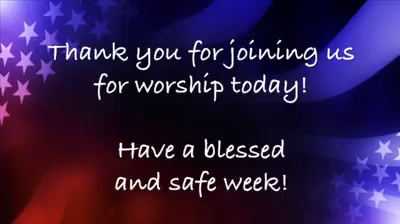 Thank you for joining us
for worship today!
Have a blessed
and safe week!